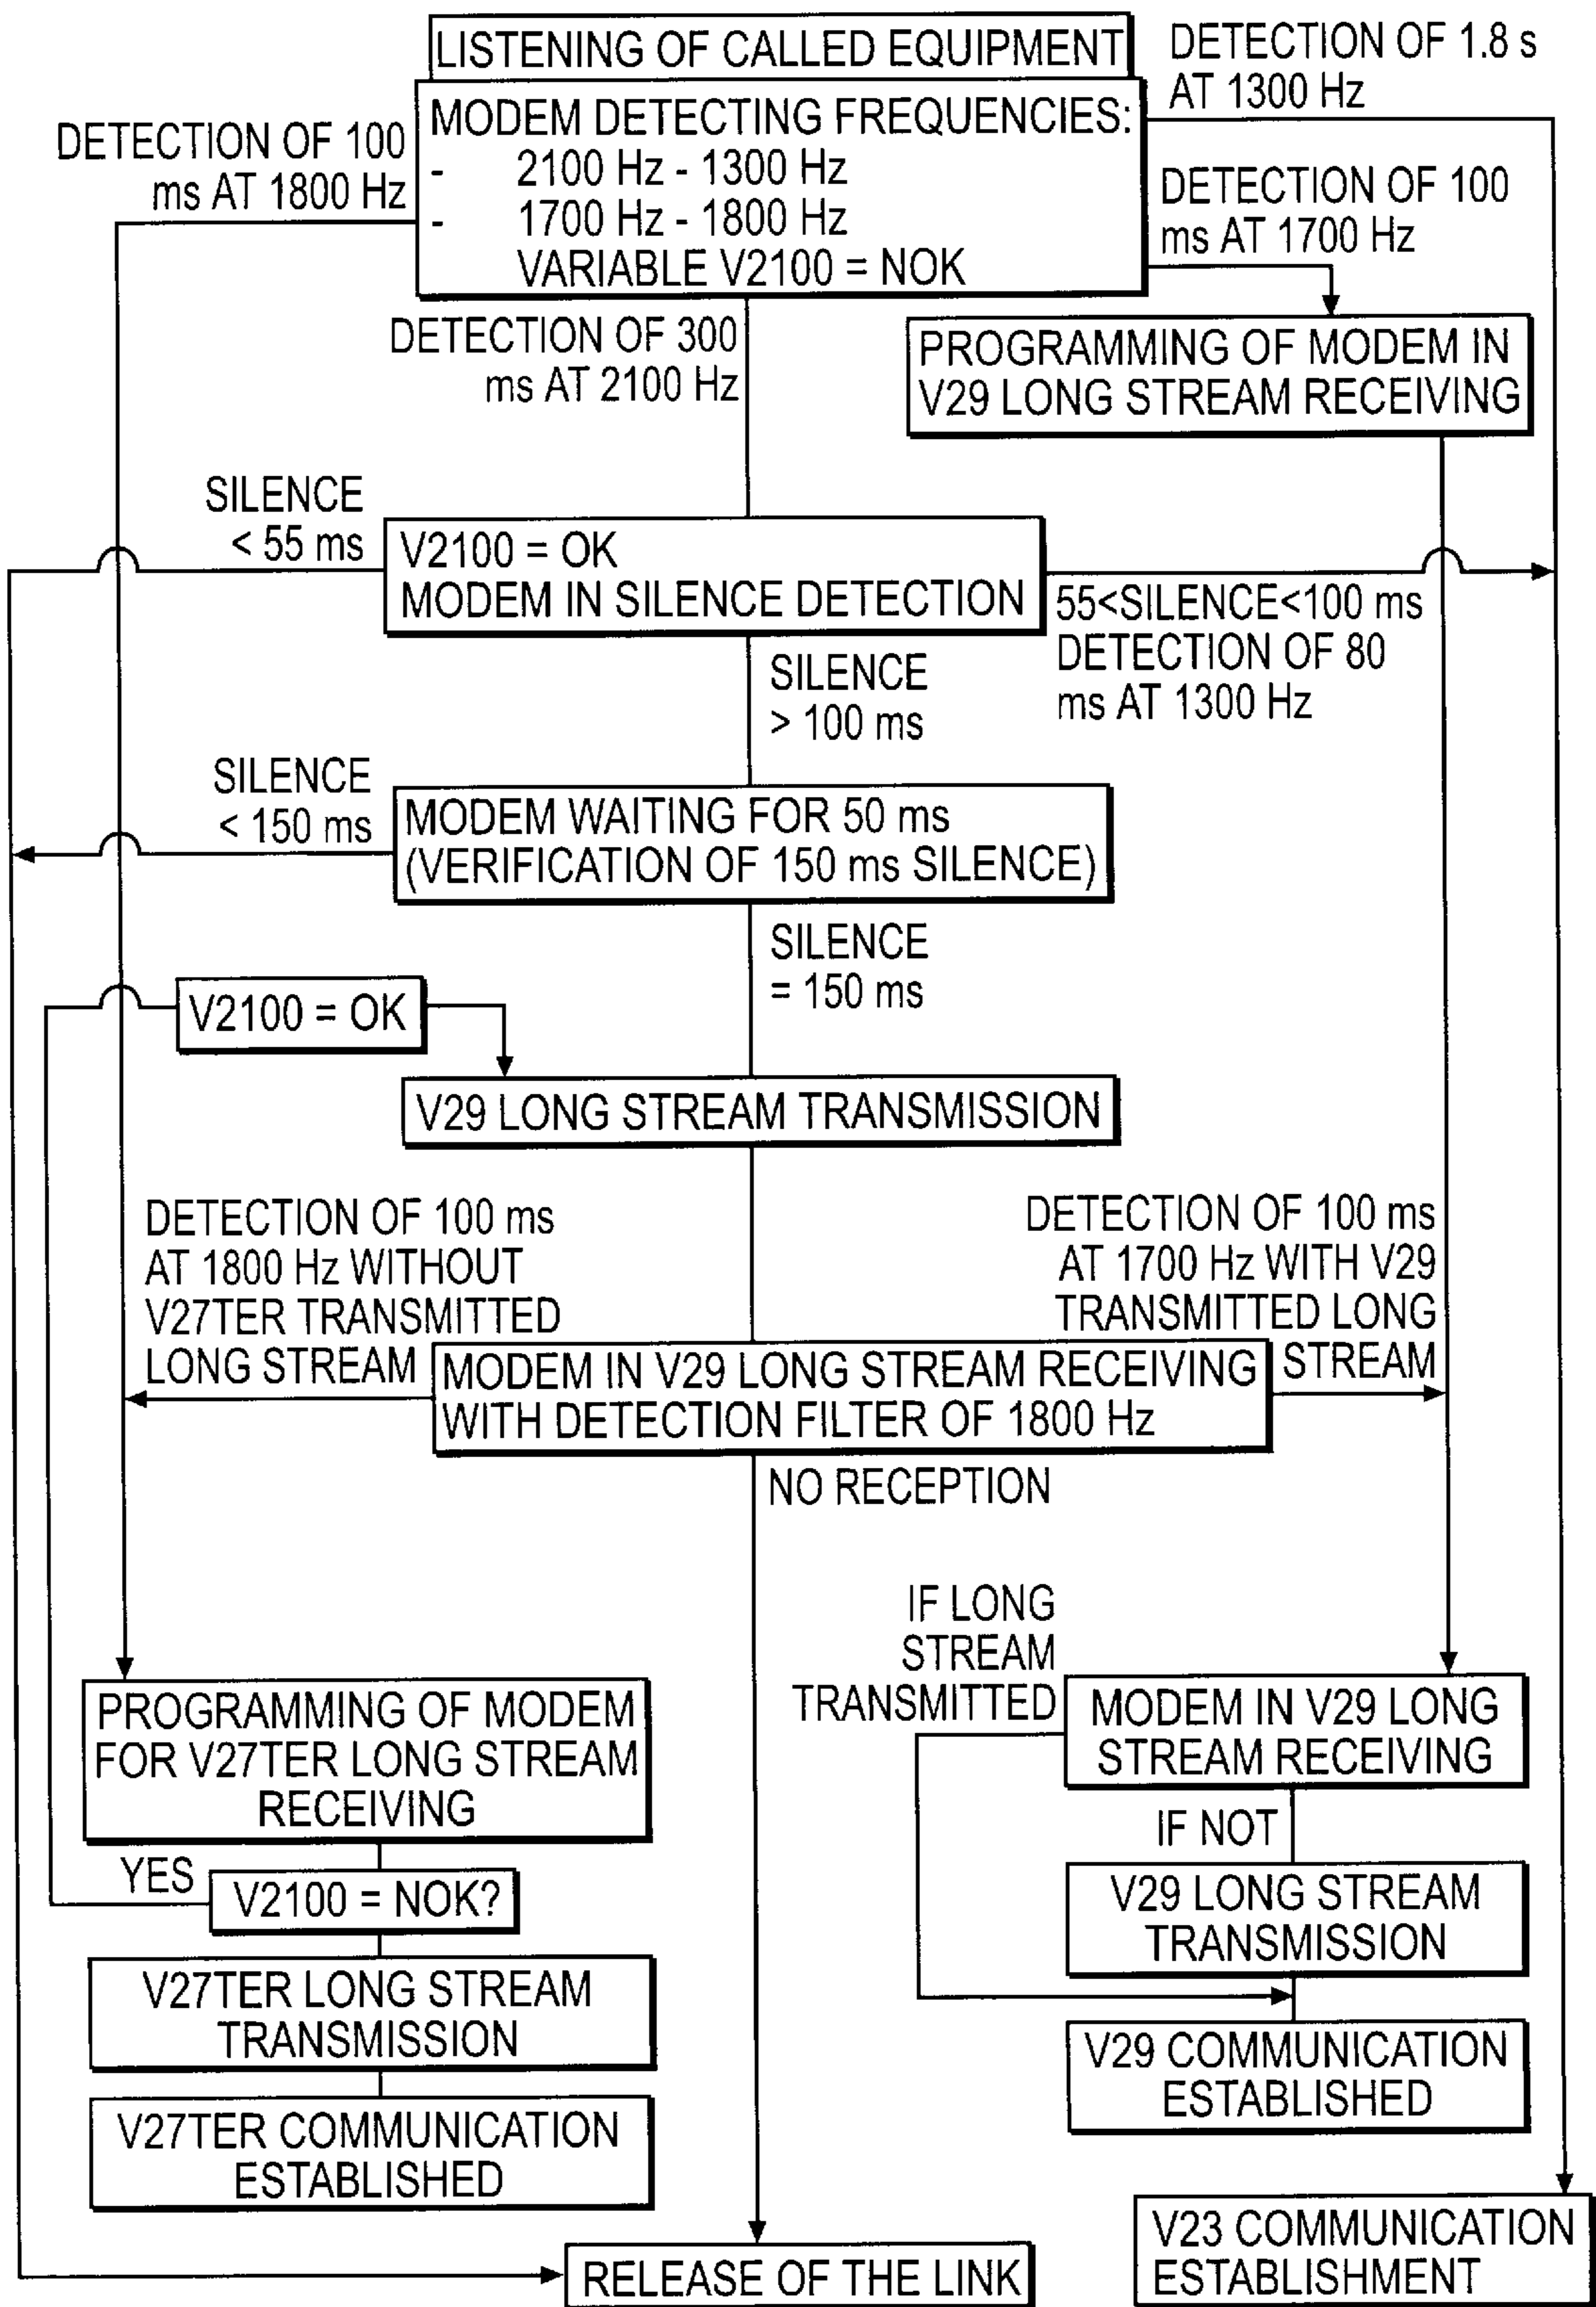 LISTENING OF CALLED EQUIPMENT
DETECTION OF 1.8 s
AT 1300 Hz
MODEM DETECTING FREQUENCIES:
- 2100 Hz - 1300 Hz
- 1700 Hz - 1800 Hz
VARIABLE V2100 = NOK
DETECTION OF 100
ms AT 1800 Hz
DETECTION OF 100
ms AT 1700 Hz
DETECTION OF 300
ms AT 2100 Hz
PROGRAMMING OF MODEM IN
V29 LONG STREAM RECEIVING
SILENCE
< 55 ms
V2100 = OK
MODEM IN SILENCE DETECTION
55<SILENCE<100 ms
DETECTION OF 80
ms AT 1300 Hz
SILENCE
> 100 ms
SILENCE
< 150 ms
MODEM WAITING FOR 50 ms
(VERIFICATION OF 150 ms SILENCE)
SILENCE
= 150 ms
V2100 = OK
V29 LONG STREAM TRANSMISSION
DETECTION OF 100 ms
AT 1800 Hz WITHOUT
V27TER TRANSMITTED
LONG STREAM
DETECTION OF 100 ms
AT 1700 Hz WITH V29
TRANSMITTED LONG
STREAM
MODEM IN V29 LONG STREAM RECEIVING
WITH DETECTION FILTER OF 1800 Hz
NO RECEPTION
IF LONG
STREAM
TRANSMITTED
PROGRAMMING OF MODEM
FOR V27TER LONG STREAM
RECEIVING
MODEM IN V29 LONG
STREAM RECEIVING
IF NOT
YES
V2100 = NOK?
V29 LONG STREAM
TRANSMISSION
V27TER LONG STREAM
TRANSMISSION
V29 COMMUNICATION
ESTABLISHED
V27TER COMMUNICATION
ESTABLISHED
V23 COMMUNICATION
ESTABLISHMENT
RELEASE OF THE LINK